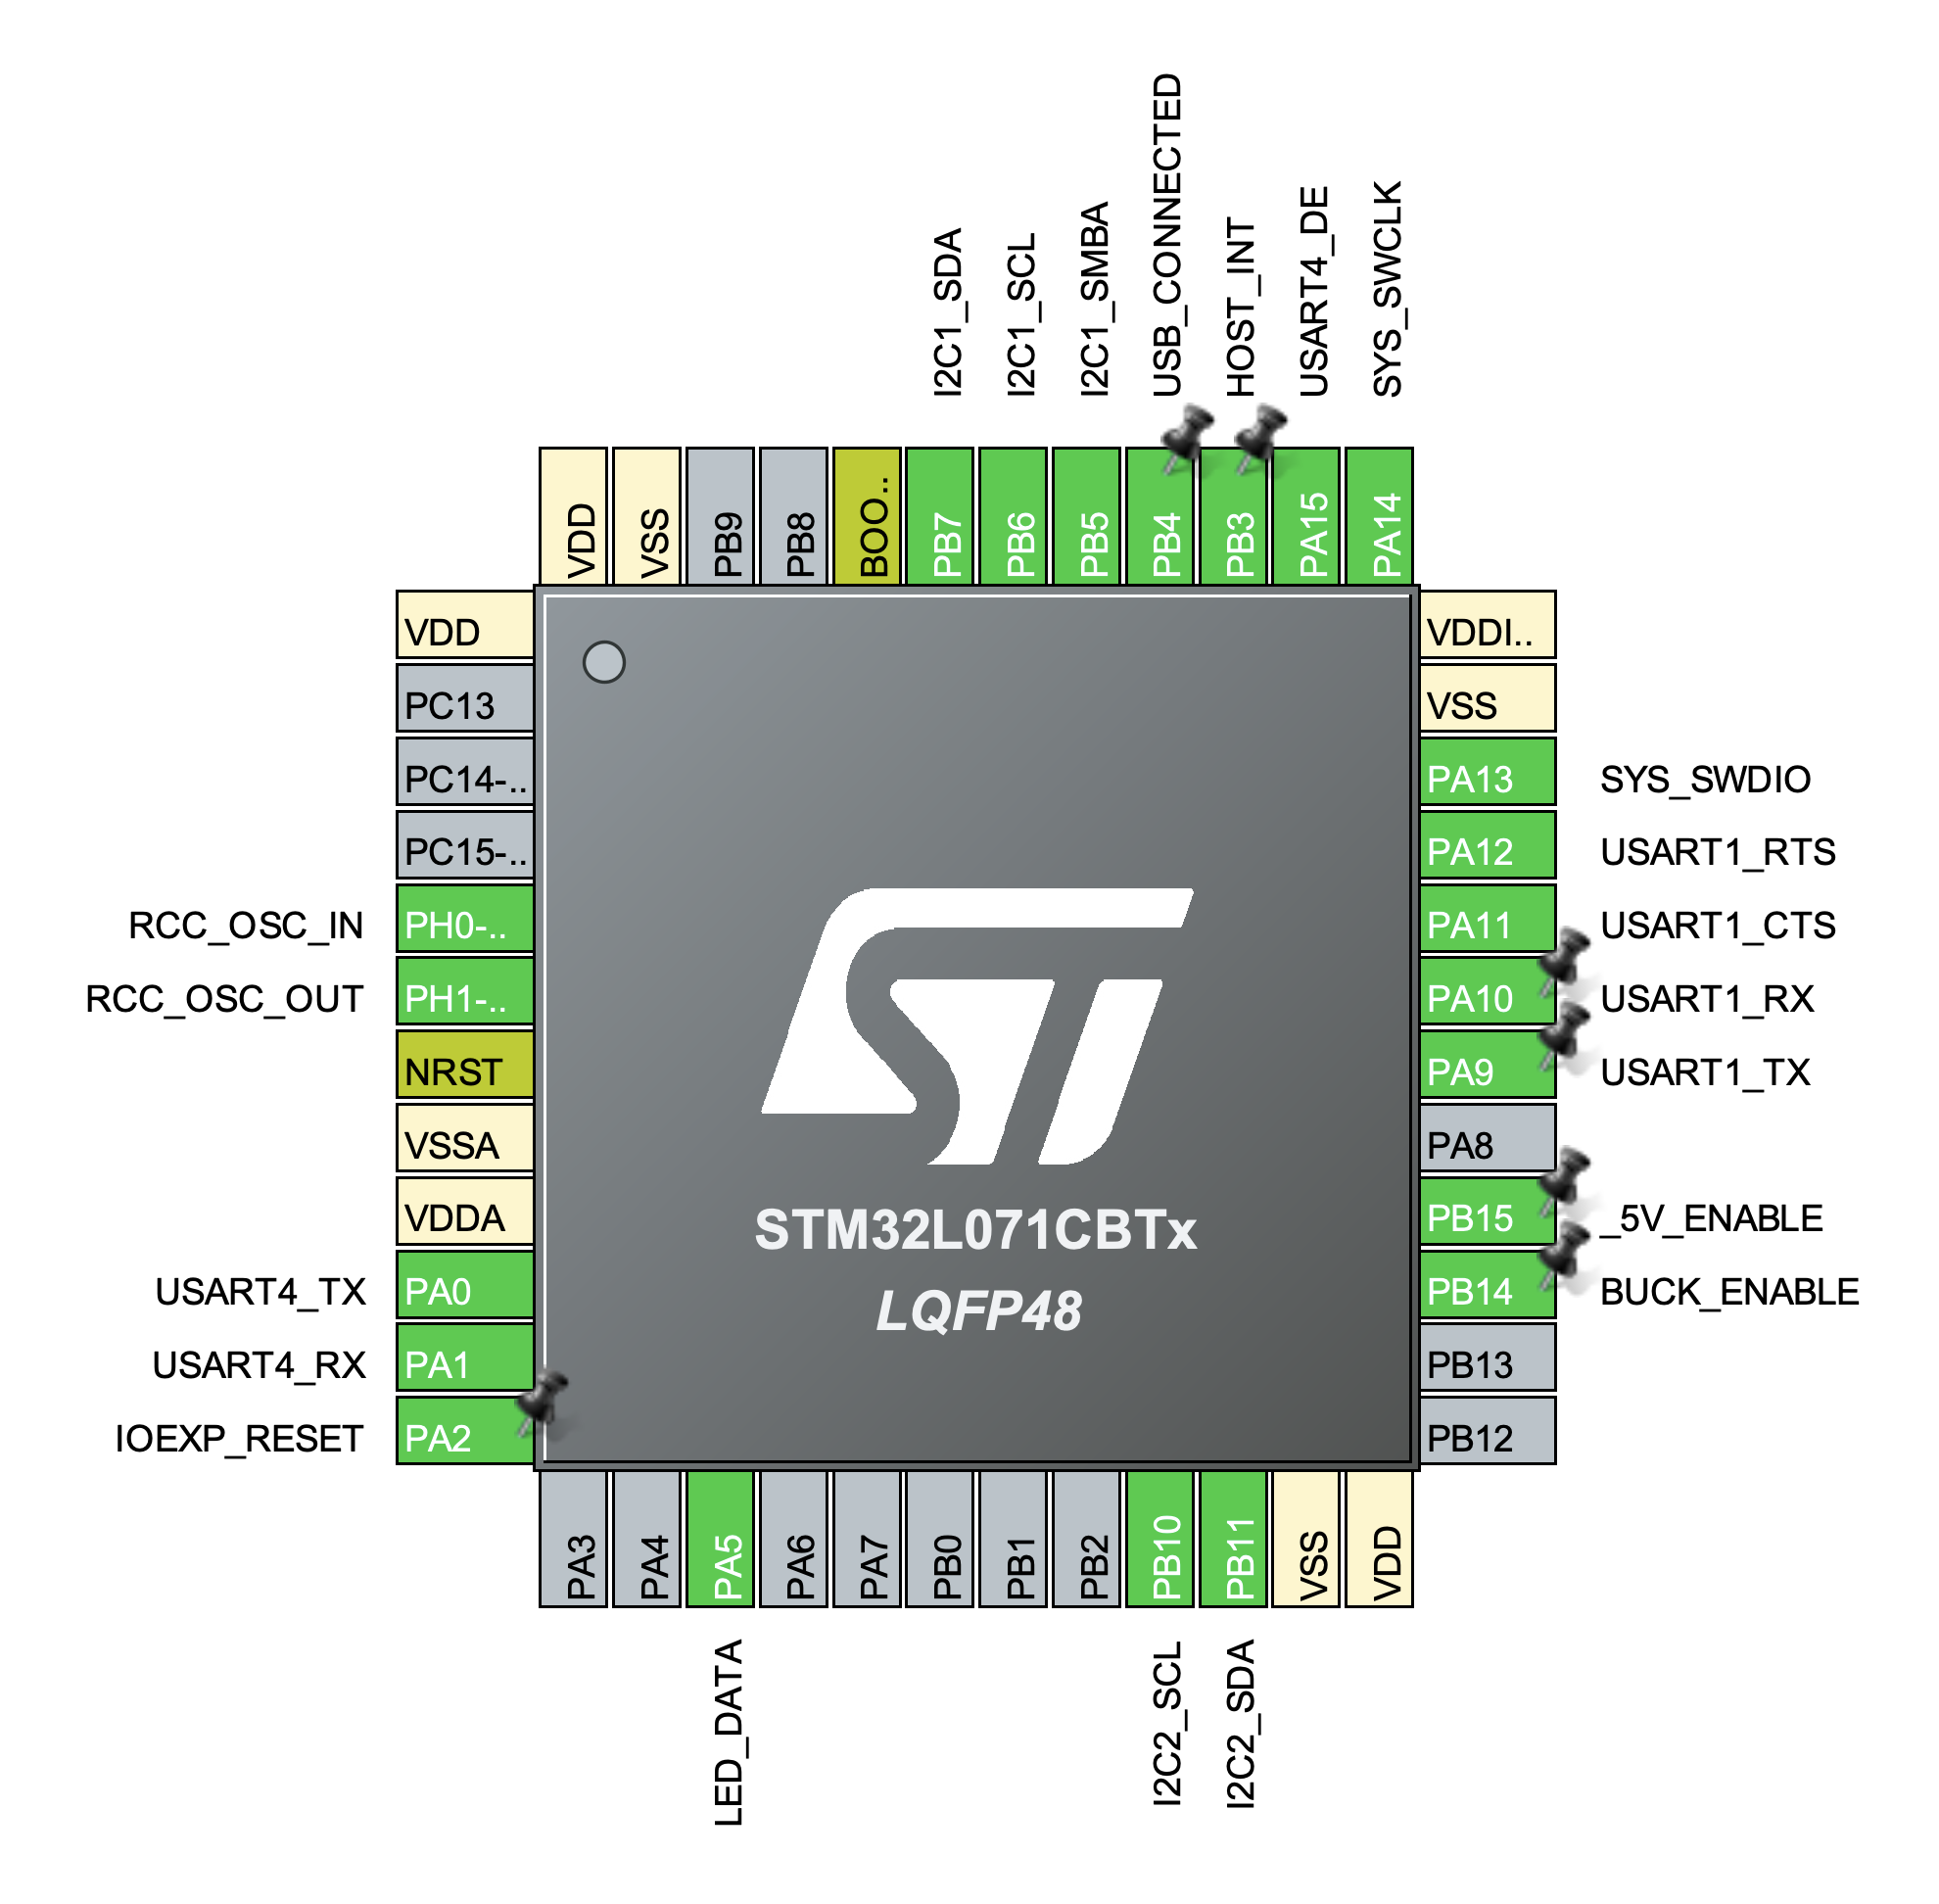 I2C1_SDA
I2C1_SCL
I2C1_SMBA
USB_CONNECTED
HOST_INT
USART4_DE
SYS_SWCLK
VDD
VSS
PB9
PB8
BOO..
PB7
PB6
PB5
PB4
PB3
PA15
PA14
VDD
PC13
PC14-..
PC15-..
RCC_OSC_IN PH0-..
RCC_OSC_OUT PH1-..
NRST
VSSA
VDDA
USART4_TX PA0
USART4_RX PA1
IOEXP_RESET PA2
ST
STM32L071CBTx
LQFP48
VDDI..
VSS
PA13 SYS_SWDIO
PA12 USART1_RTS
PA11 USART1_CTS
PA10 USART1_RX
PA9 USART1_TX
PA8
PB15 _5V_ENABLE
PB14 BUCK_ENABLE
PB13
PB12
PA3
PA4
PA5
PA6
PA7
PB0
PB1
PB2
PB10
PB11
VSS
VDD
LED_DATA
I2C2_SCL
I2C2_SDA